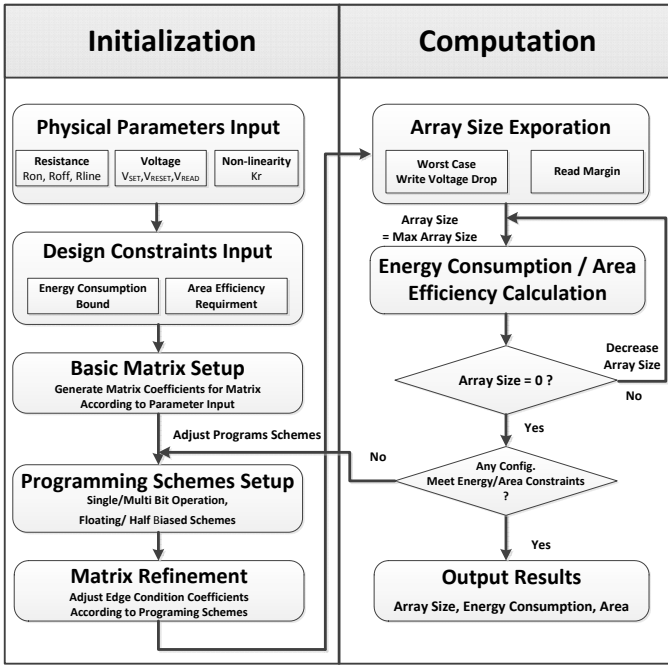 Initialization
Physical Parameters Input
Resistance
Ron, Roff, Rline
Voltage
VSET,VRESET,VREAD
Non-linearity
Kr
Design Constraints Input
Energy Consumption
Bound
Area Efficiency
Requirment
Basic Matrix Setup
Generate Matrix Coefficients for Matrix
According to Parameter Input
Adjust Programs Schemes
Programming Schemes Setup
Single/Multi Bit Operation,
Floating/ Half Biased Schemes
Matrix Refinement
Adjust Edge Condition Coefficients
According to Programing Schemes
Computation
Array Size Exporation
Worst Case
Write Voltage Drop
Read Margin
Array Size
= Max Array Size
Energy Consumption / Area
Efficiency Calculation
Decrease
Array Size
Array Size = 0 ?
No
Yes
No
Any Config.
Meet Energy/Area Constraints
?
Yes
Output Results
Array Size, Energy Consumption, Area